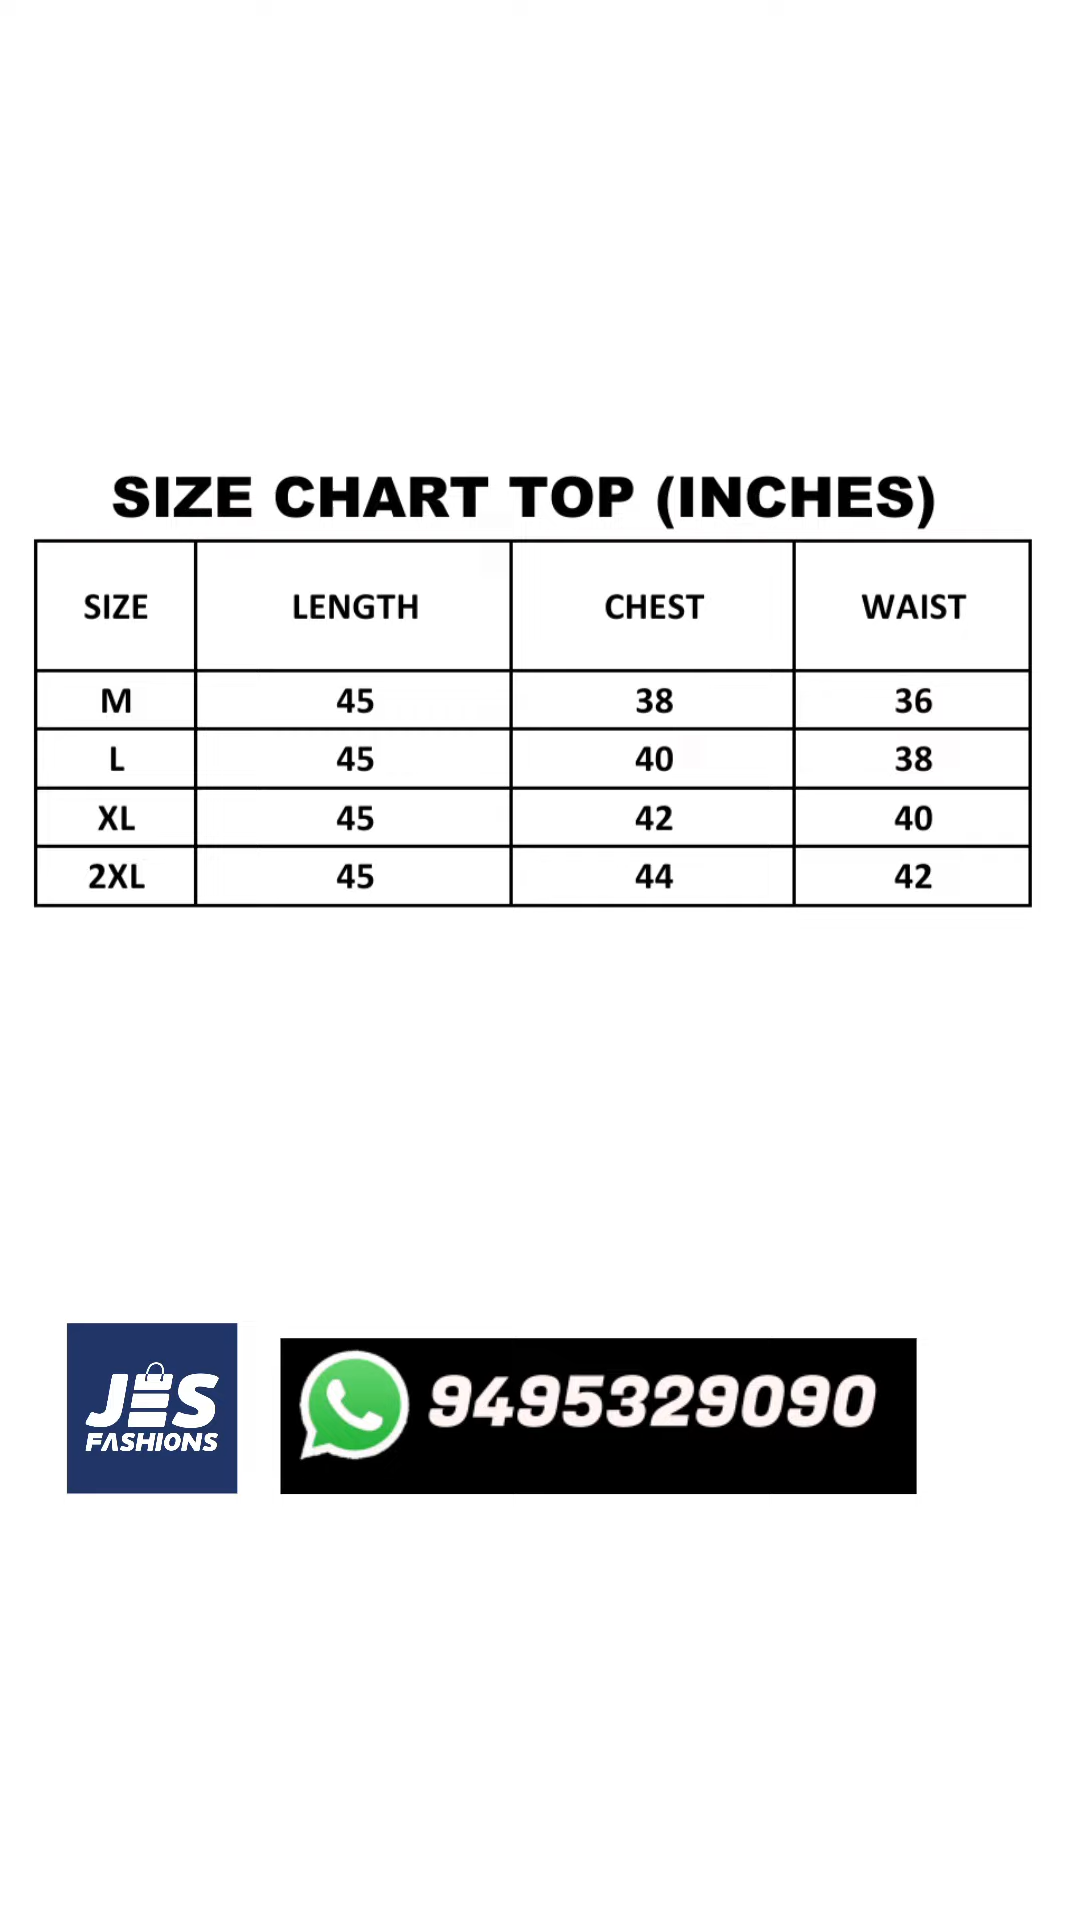 SIZE CHART TOP (INCHES)
SIZE LENGTH CHEST WAIST
M 45 38 36
L 45 40 38
XL 45 42 40
2XL 45 44 42
JES
FASHIONS
9495329090